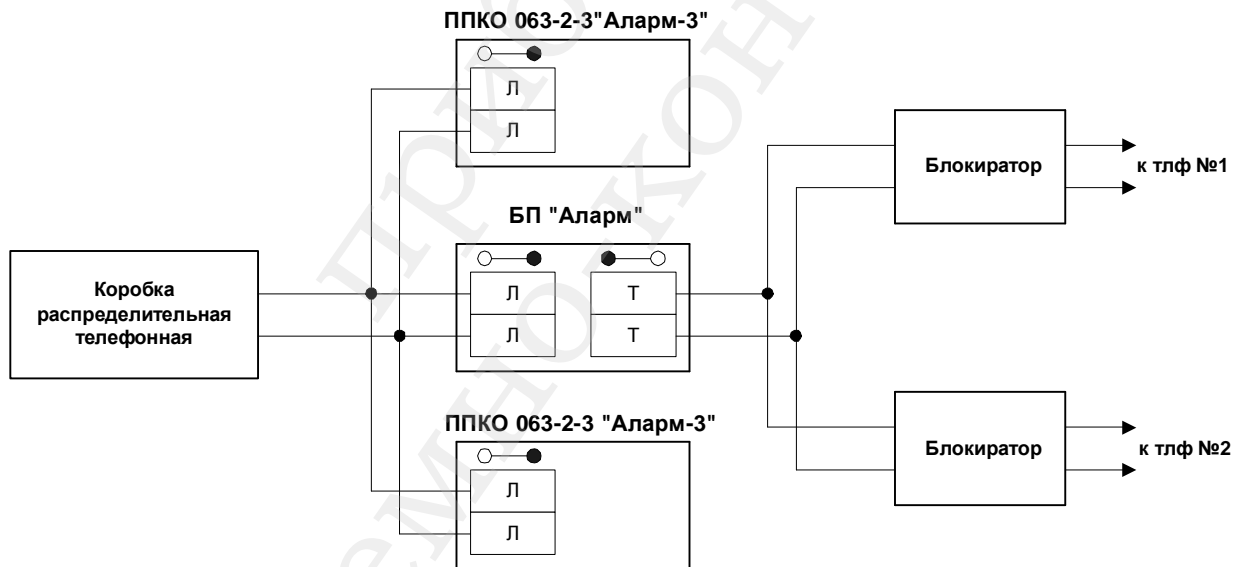 ППКО 063-2-3"Аларм-3"
Л
Л
Блокиратор
к тлф №1
БП "Аларм"
Коробка
распределительная
телефонная
Л
Т
Л
Т
ППКО 063-2-3 "Аларм-3"
Л
Л
Блокиратор
к тлф №2